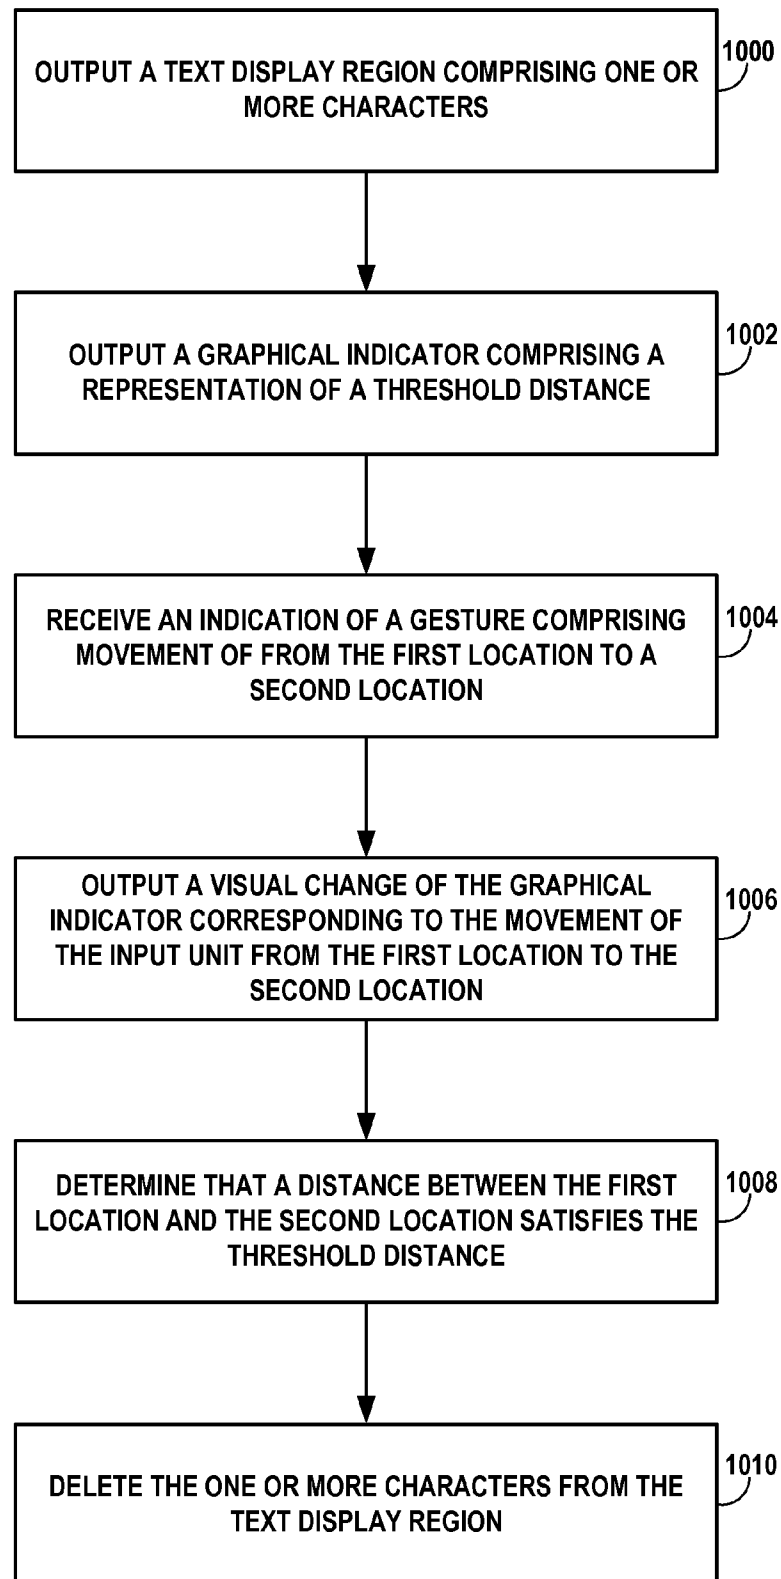 OUTPUT A TEXT DISPLAY REGION COMPRISING ONE OR
MORE CHARACTERS
1000
OUTPUT A GRAPHICAL INDICATOR COMPRISING A
REPRESENTATION OF A THRESHOLD DISTANCE
1002
RECEIVE AN INDICATION OF A GESTURE COMPRISING
MOVEMENT OF FROM THE FIRST LOCATION TO A
SECOND LOCATION
1004
OUTPUT A VISUAL CHANGE OF THE GRAPHICAL
INDICATOR CORRESPONDING TO THE MOVEMENT OF
THE INPUT UNIT FROM THE FIRST LOCATION TO THE
SECOND LOCATION
1006
DETERMINE THAT A DISTANCE BETWEEN THE FIRST
LOCATION AND THE SECOND LOCATION SATISFIES THE
THRESHOLD DISTANCE
1008
DELETE THE ONE OR MORE CHARACTERS FROM THE
TEXT DISPLAY REGION
1010